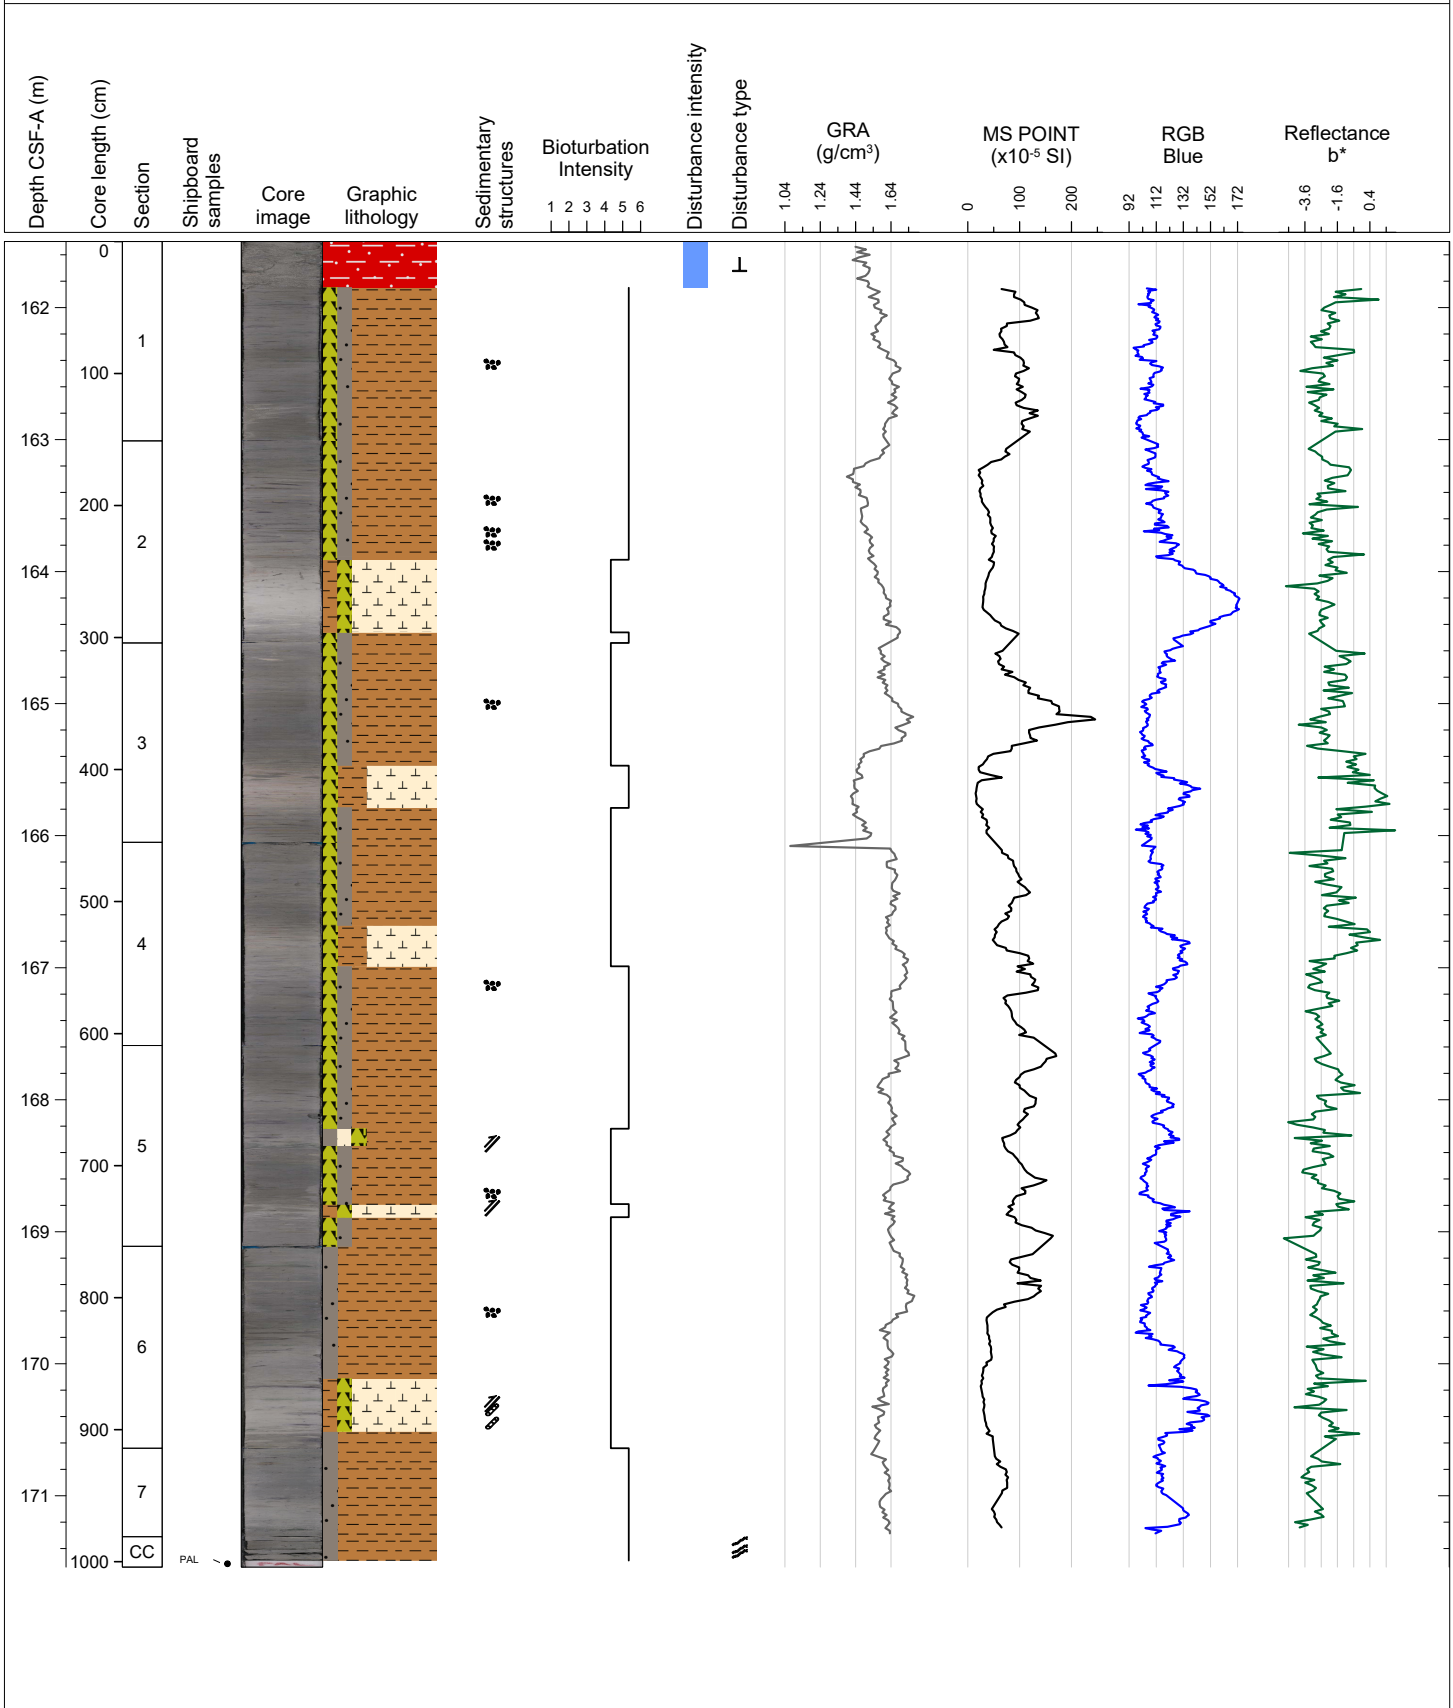 Depth CSF-A (m)
Core length (cm)
Section
Shipboard
samples
Core
image
Graphic
lithology
Sedimentary
structures
Bioturbation
Intensity
1 2 3 4 5 6
Disturbance intensity
Disturbance type
GRA
(g/cm³)
1.04 1.24 1.44 1.64
MS POINT
(x10⁻⁵ SI)
0 100 200
RGB
Blue
92 112 132 152 172
Reflectance
b*
-3.6 -1.6 0.4
0
162
1
100
163
200
2
164
300
165
3
400
166
500
4
167
600
168
5
700
169
800
6
170
900
171
7
CC
1000
PAL